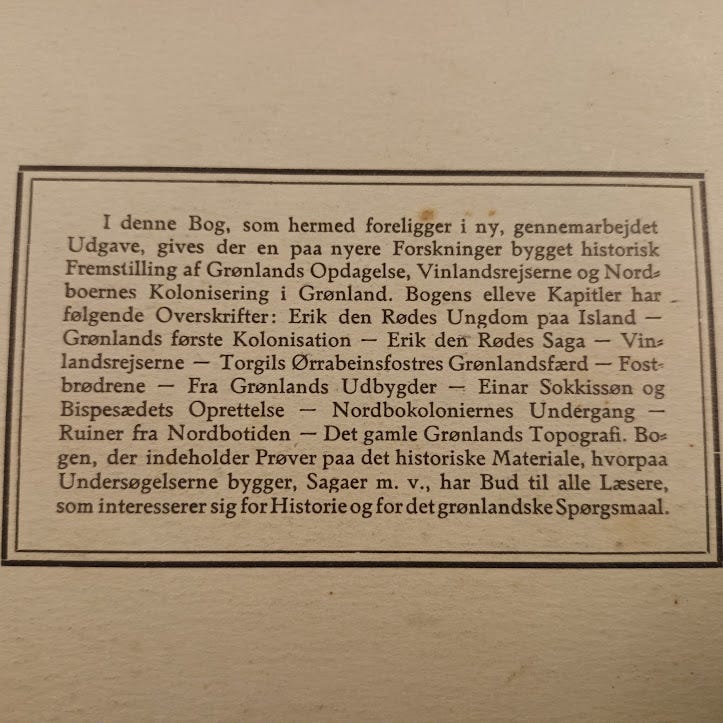 I denne Bog, som hermed foreligger i ny, gennemarbejdet
Udgave, gives der en paa nyere Forskninger bygget historisk
Fremstilling af Grønlands Opdagelse, Vinlandsrejserne og Nord⸗
boernes Kolonisering i Grønland. Bogens elleve Kapitler har
følgende Overskrifter: Erik den Rødes Ungdom paa Island —
Grønlands første Kolonisation — Erik den Rødes Saga — Vin⸗
landsrejserne — Torgils Ørrabeinsfostres Grønlandsfærd — Fost⸗
brødrene — Fra Grønlands Udbygder — Einar Sokkissøn og
Bispesædets Oprettelse — Nordbokoloniernes Undergang —
Ruiner fra Nordbotiden — Det gamle Grønlands Topografi. Bo⸗
gen, der indeholder Prøver paa det historiske Materiale, hvorpaa
Undersøgelserne bygger, Sagaer m. v., har Bud til alle Læsere,
som interesserer sig for Historie og for det grønlandske Spørgsmaal.